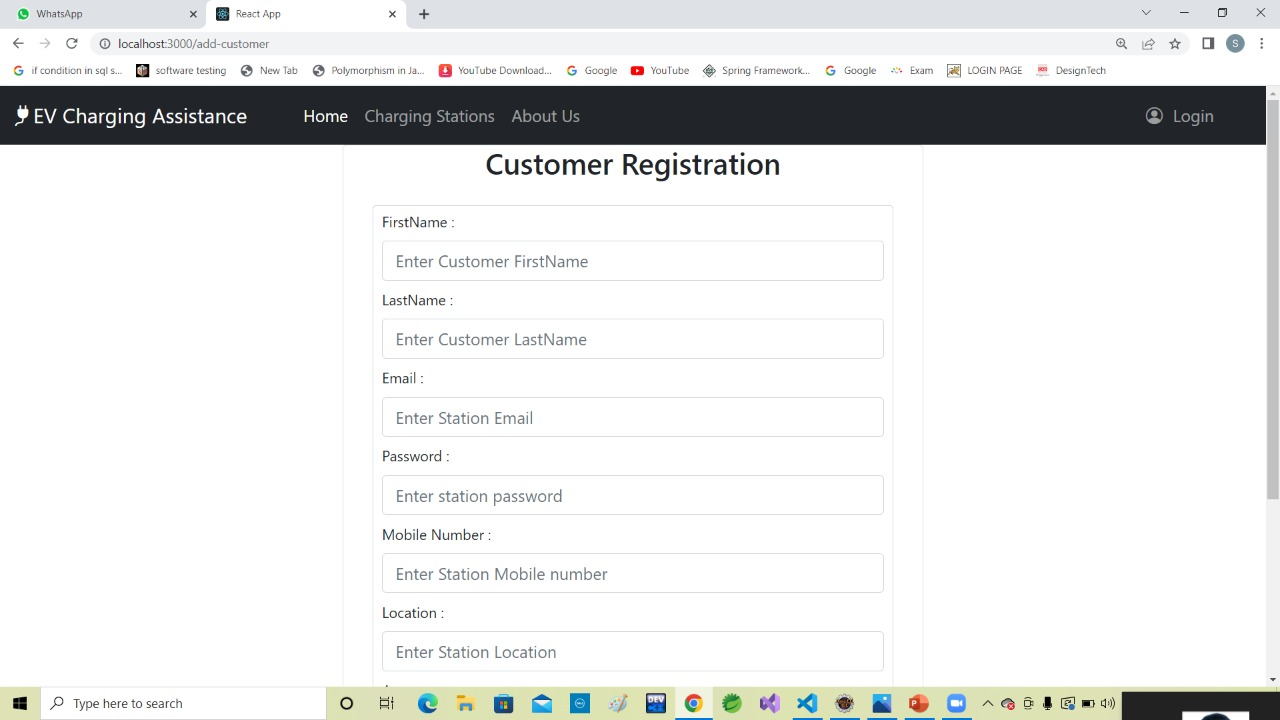 WhatsApp
React App
localhost:3000/add-customer
if condition in sql s...
software testing
New Tab
Polymorphism in Ja...
YouTube Download...
Google
YouTube
Spring Framework...
Google
Exam
LOGIN PAGE
DesignTech
S
EV Charging Assistance
Home
Charging Stations
About Us
Login
Customer Registration
FirstName :
Enter Customer FirstName
LastName :
Enter Customer LastName
Email :
Enter Station Email
Password :
Enter station password
Mobile Number :
Enter Station Mobile number
Location :
Enter Station Location
Type here to search
DEV